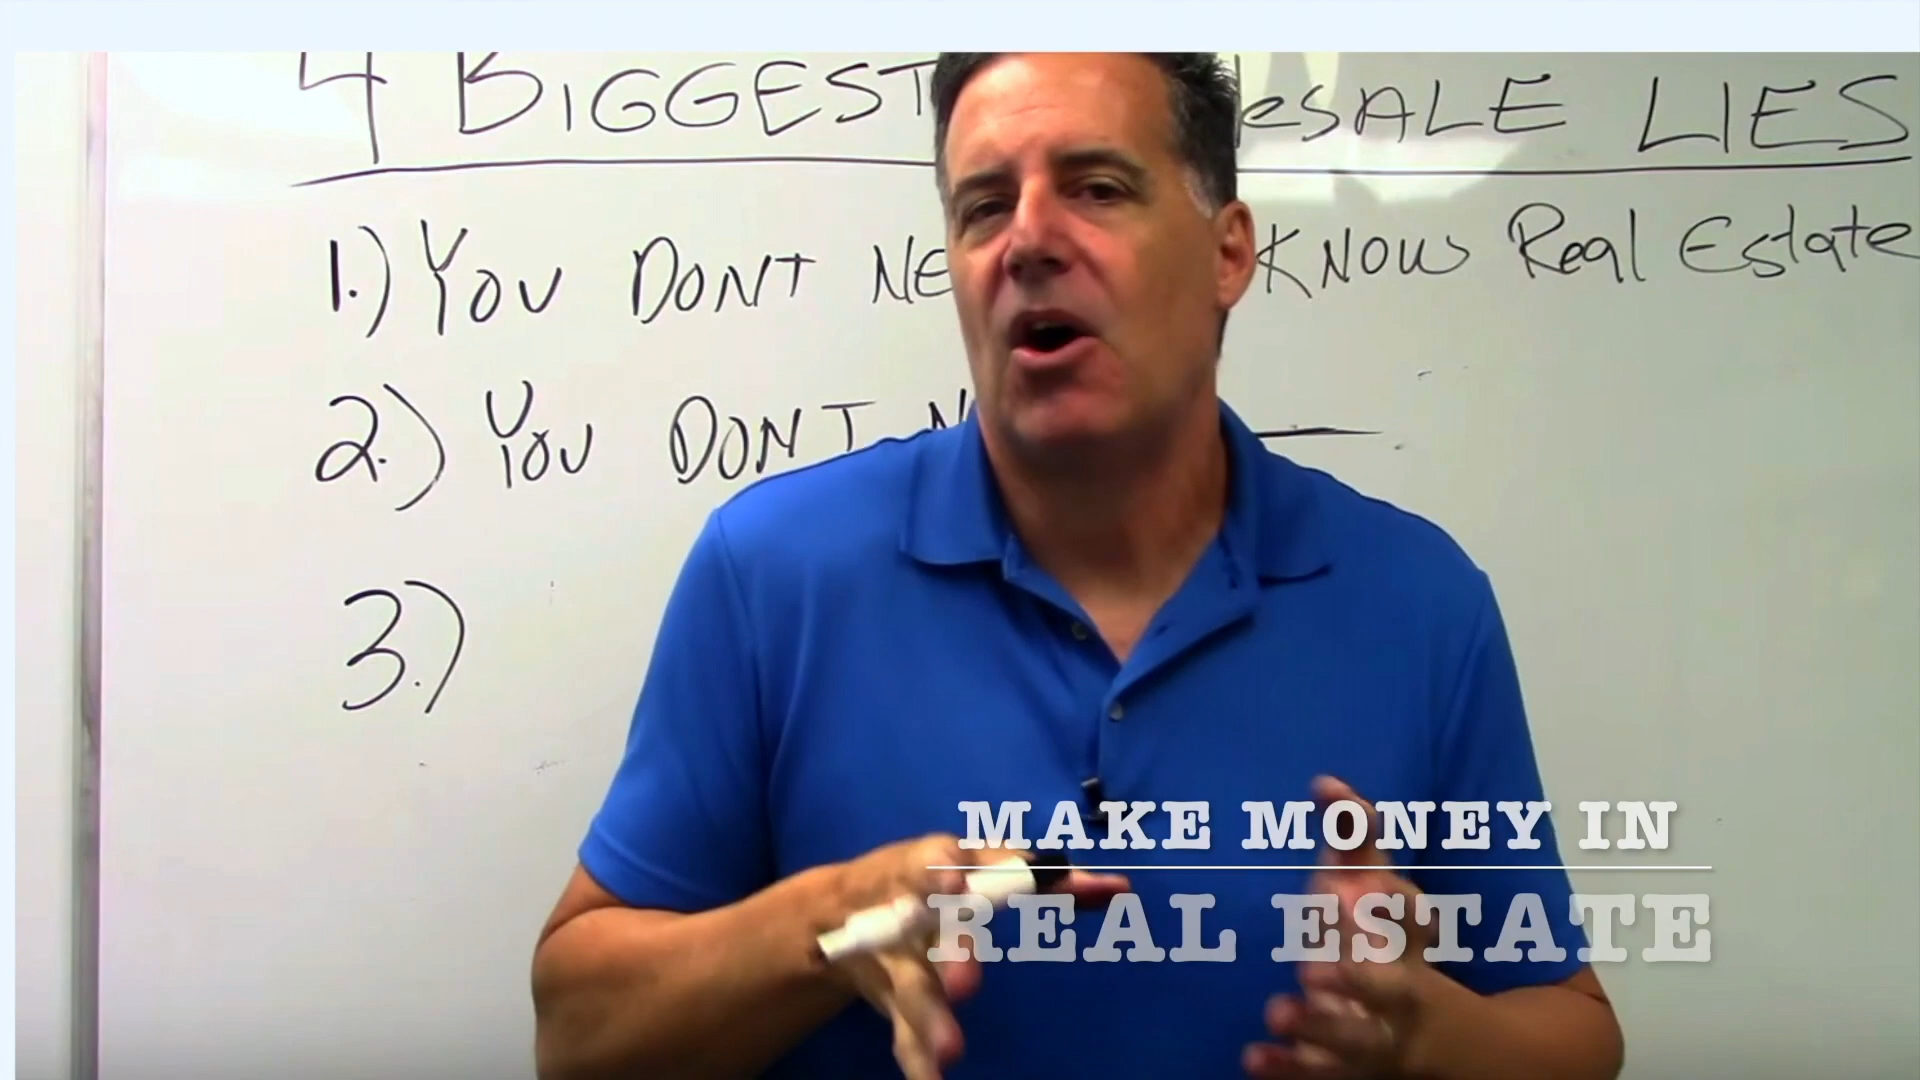 4 BIGGEST eSALE LIES
1.) YOU DONT NE KNOW Real Estate
2.) YOU DONT N
3.)
MAKE MONEY IN
REAL ESTATE